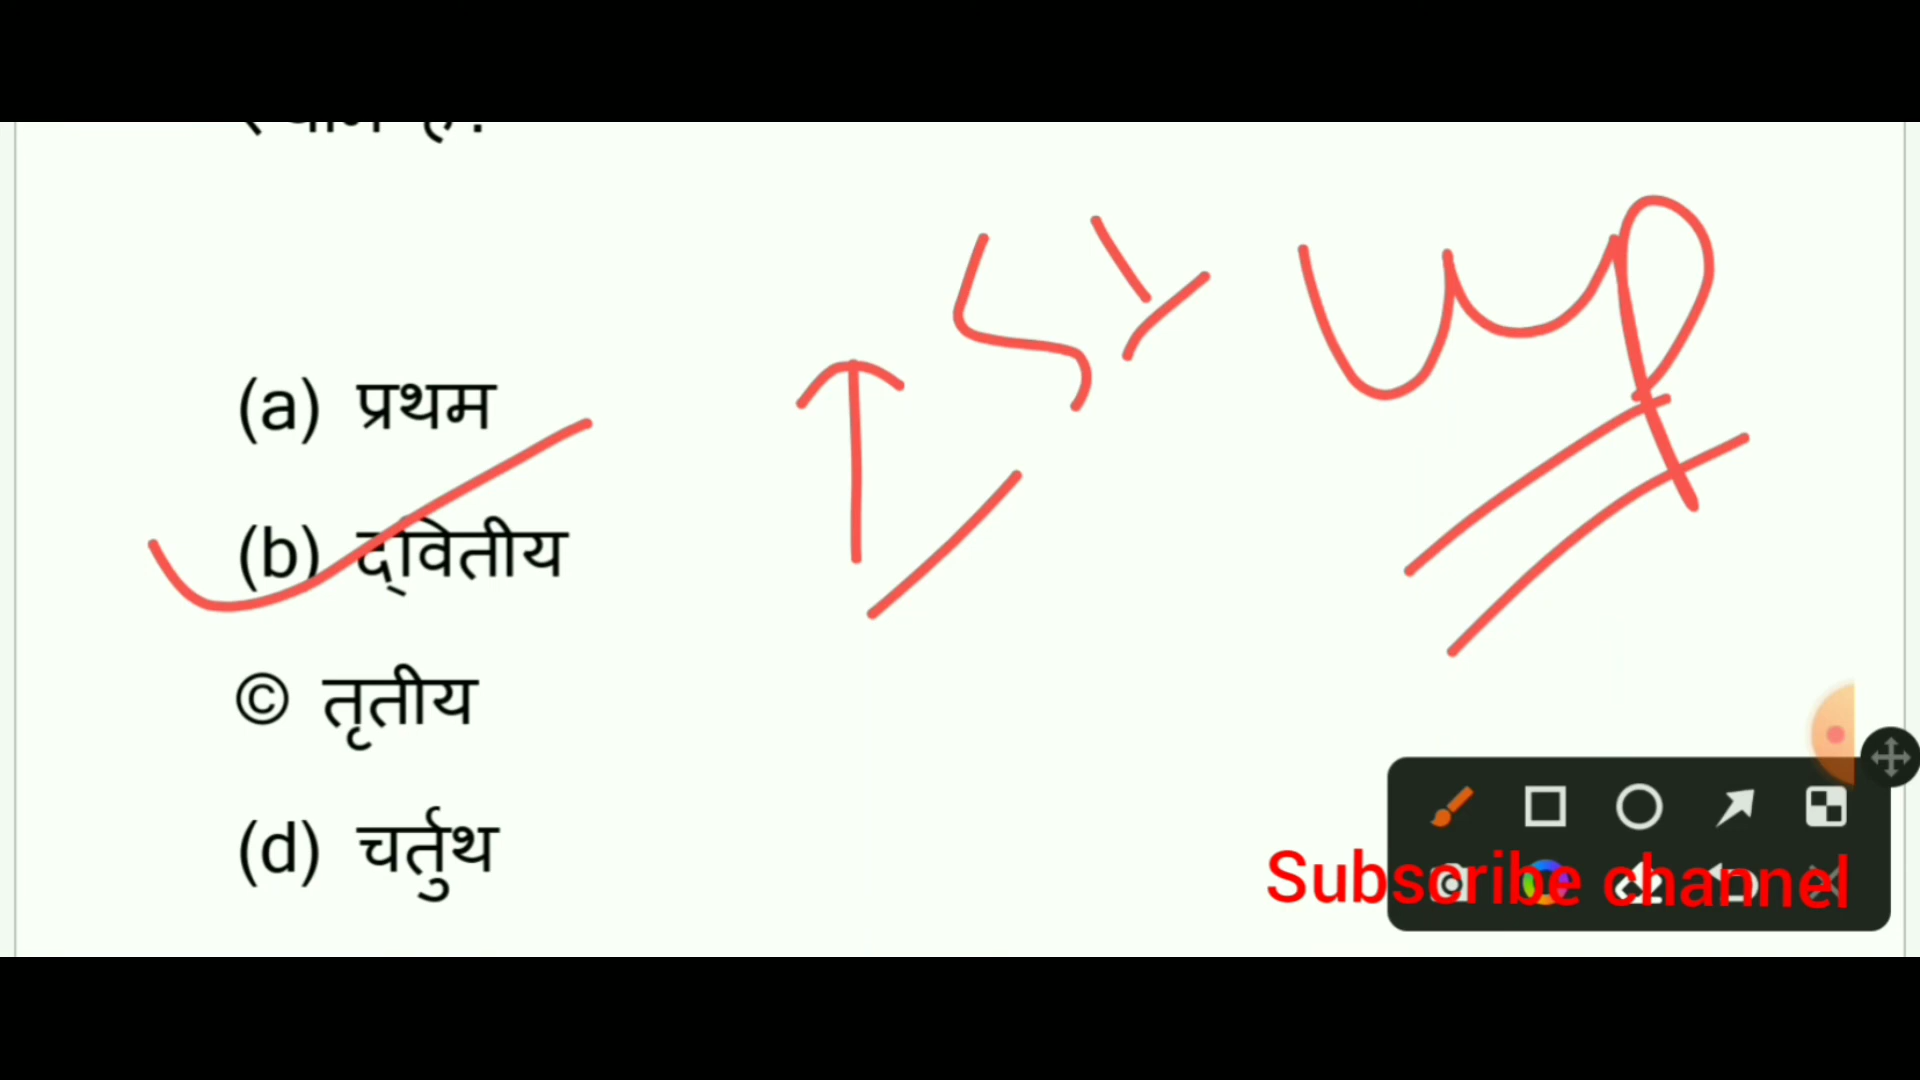 स्थान है?
(a) प्रथम
(b) द्‌वितीय
© तृतीय
(d) चर्तुथ
Subscribe channel